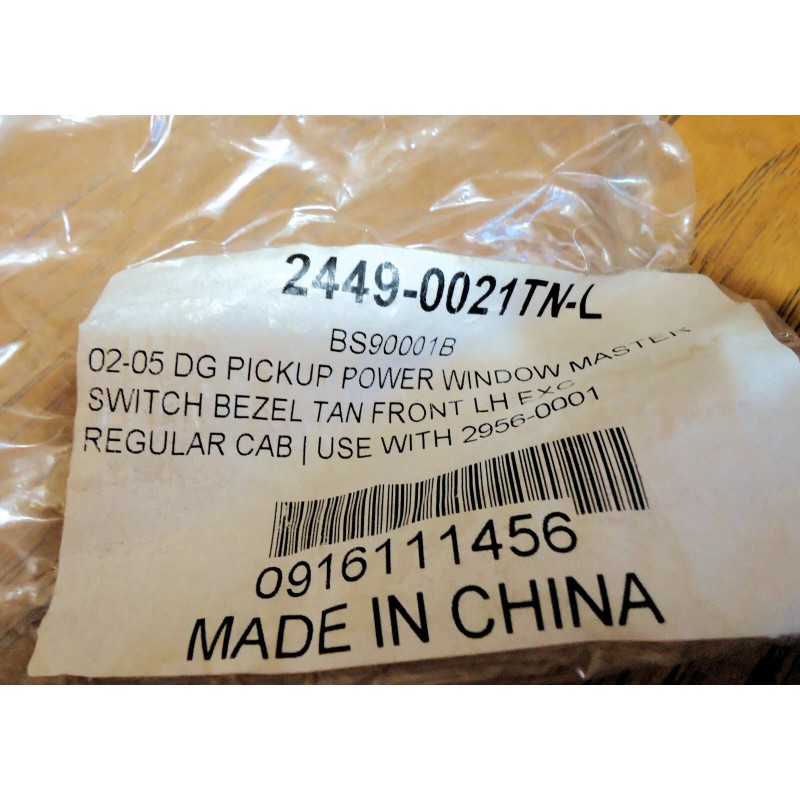 2449-0021TN-L
BS90001B
02-05 DG PICKUP POWER WINDOW MASTER
SWITCH BEZEL TAN FRONT LH EXC
REGULAR CAB | USE WITH 2956-0001
0916111456
MADE IN CHINA